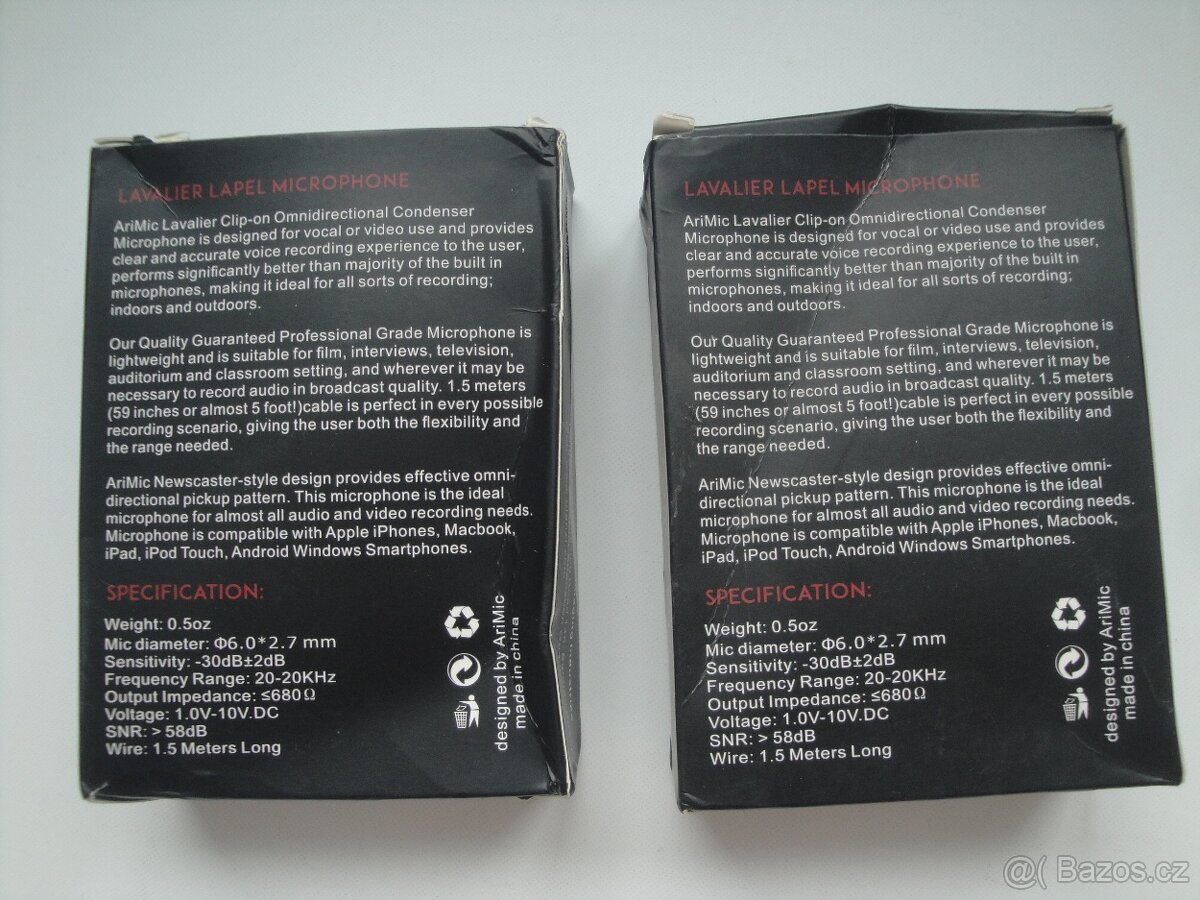 LAVALIER LAPEL MICROPHONE
AriMic Lavalier Clip-on Omnidirectional Condenser
Microphone is designed for vocal or video use and provides
clear and accurate voice recording experience to the user,
performs significantly better than majority of the built in
microphones, making it ideal for all sorts of recording;
indoors and outdoors.
Our Quality Guaranteed Professional Grade Microphone is
lightweight and is suitable for film, interviews, television,
auditorium and classroom setting, and wherever it may be
necessary to record audio in broadcast quality. 1.5 meters
(59 inches or almost 5 foot!)cable is perfect in every possible
recording scenario, giving the user both the flexibility and
the range needed.
AriMic Newscaster-style design provides effective omni-
directional pickup pattern. This microphone is the ideal
microphone for almost all audio and video recording needs.
Microphone is compatible with Apple iPhones, Macbook,
iPad, iPod Touch, Android Windows Smartphones.
SPECIFICATION:
Weight: 0.5oz
Mic diameter: Φ6.0*2.7 mm
Sensitivity: -30dB±2dB
Frequency Range: 20-20KHz
Output Impedance: ≤680Ω
Voltage: 1.0V-10V.DC
SNR: > 58dB
Wire: 1.5 Meters Long
designed by AriMic
made in china
LAVALIER LAPEL MICROPHONE
AriMic Lavalier Clip-on Omnidirectional Condenser
Microphone is designed for vocal or video use and provides
clear and accurate voice recording experience to the user,
performs significantly better than majority of the built in
microphones, making it ideal for all sorts of recording;
indoors and outdoors.
Our Quality Guaranteed Professional Grade Microphone is
lightweight and is suitable for film, interviews, television,
auditorium and classroom setting, and wherever it may be
necessary to record audio in broadcast quality. 1.5 meters
(59 inches or almost 5 foot!)cable is perfect in every possible
recording scenario, giving the user both the flexibility and
the range needed.
AriMic Newscaster-style design provides effective omni-
directional pickup pattern. This microphone is the ideal
microphone for almost all audio and video recording needs.
Microphone is compatible with Apple iPhones, Macbook,
iPad, iPod Touch, Android Windows Smartphones.
SPECIFICATION:
Weight: 0.5oz
Mic diameter: Φ6.0*2.7 mm
Sensitivity: -30dB±2dB
Frequency Range: 20-20KHz
Output Impedance: ≤680Ω
Voltage: 1.0V-10V.DC
SNR: > 58dB
Wire: 1.5 Meters Long
designed by AriMic
made in china
@( Bazos.cz